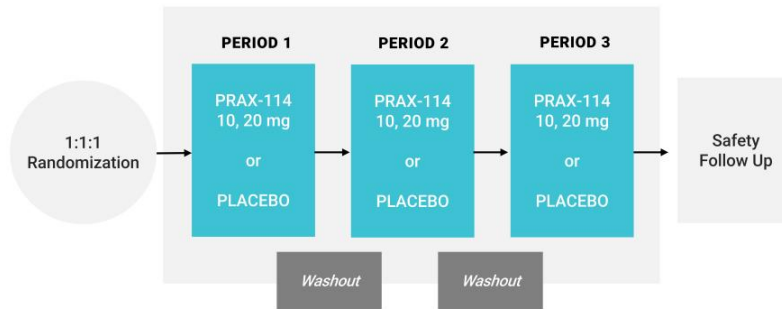 PERIOD 1
PERIOD 2
PERIOD 3
1:1:1
Randomization
PRAX-114
10, 20 mg
or
PLACEBO
PRAX-114
10, 20 mg
or
PLACEBO
PRAX-114
10, 20 mg
or
PLACEBO
Safety
Follow Up
Washout
Washout